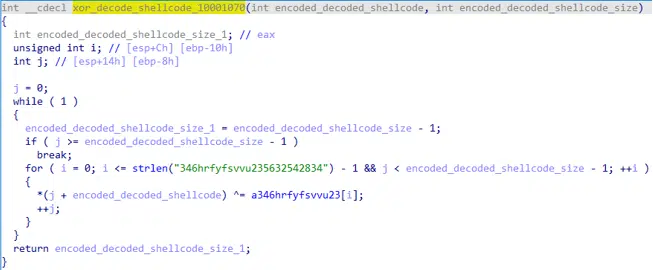 int __cdecl xor_decode_shellcode_10001070(int encoded_decoded_shellcode, int encoded_decoded_shellcode_size)
{
  int encoded_decoded_shellcode_size_1; // eax
  unsigned int i; // [esp+Ch] [ebp-10h]
  int j; // [esp+14h] [ebp-8h]

  j = 0;
  while ( 1 )
  {
    encoded_decoded_shellcode_size_1 = encoded_decoded_shellcode_size - 1;
    if ( j >= encoded_decoded_shellcode_size - 1 )
      break;
    for ( i = 0; i <= strlen("346hrfyfsvvu235632542834") - 1 && j < encoded_decoded_shellcode_size - 1; ++i )
    {
      *(j + encoded_decoded_shellcode) ^= a346hrfyfsvvu23[i];
      ++j;
    }
  }
  return encoded_decoded_shellcode_size_1;
}